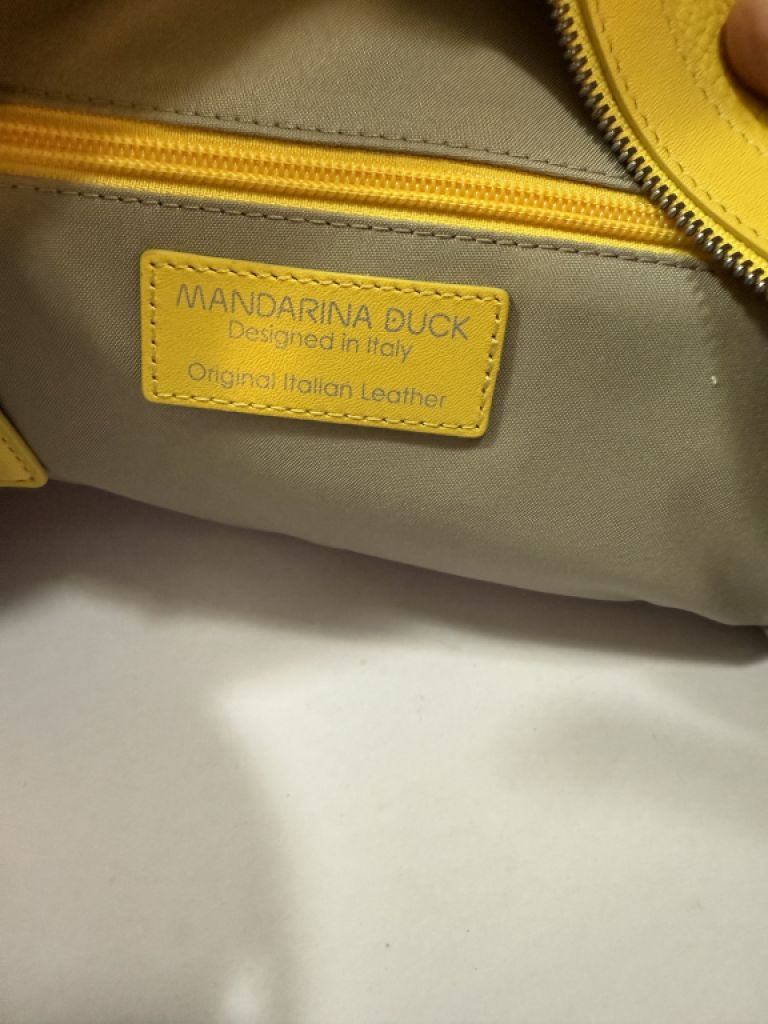 MANDARINA DUCK
Designed in Italy
Original Italian Leather